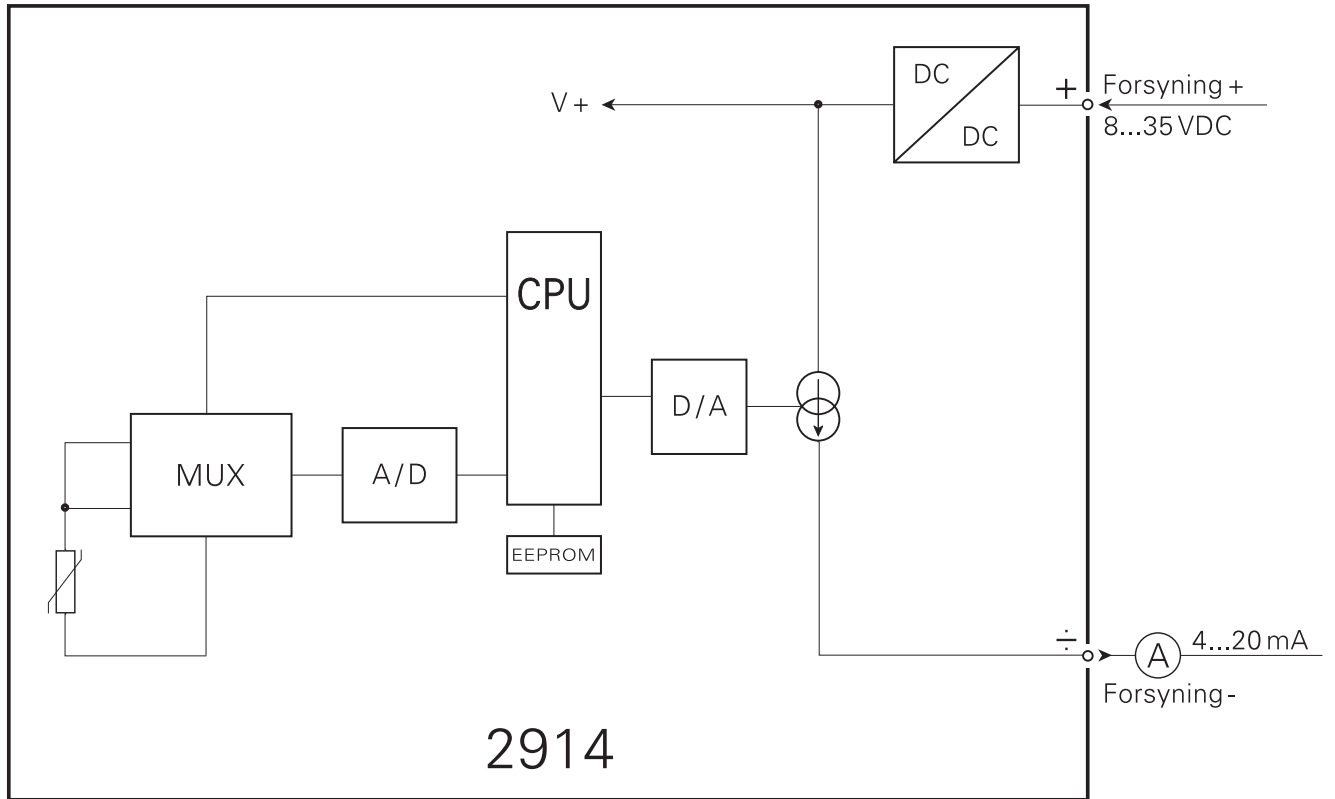 DC
DC
+
Forsyning +
8...35 VDC
V +
CPU
D/A
MUX
A/D
EEPROM
÷
A
4...20 mA
Forsyning -
2914